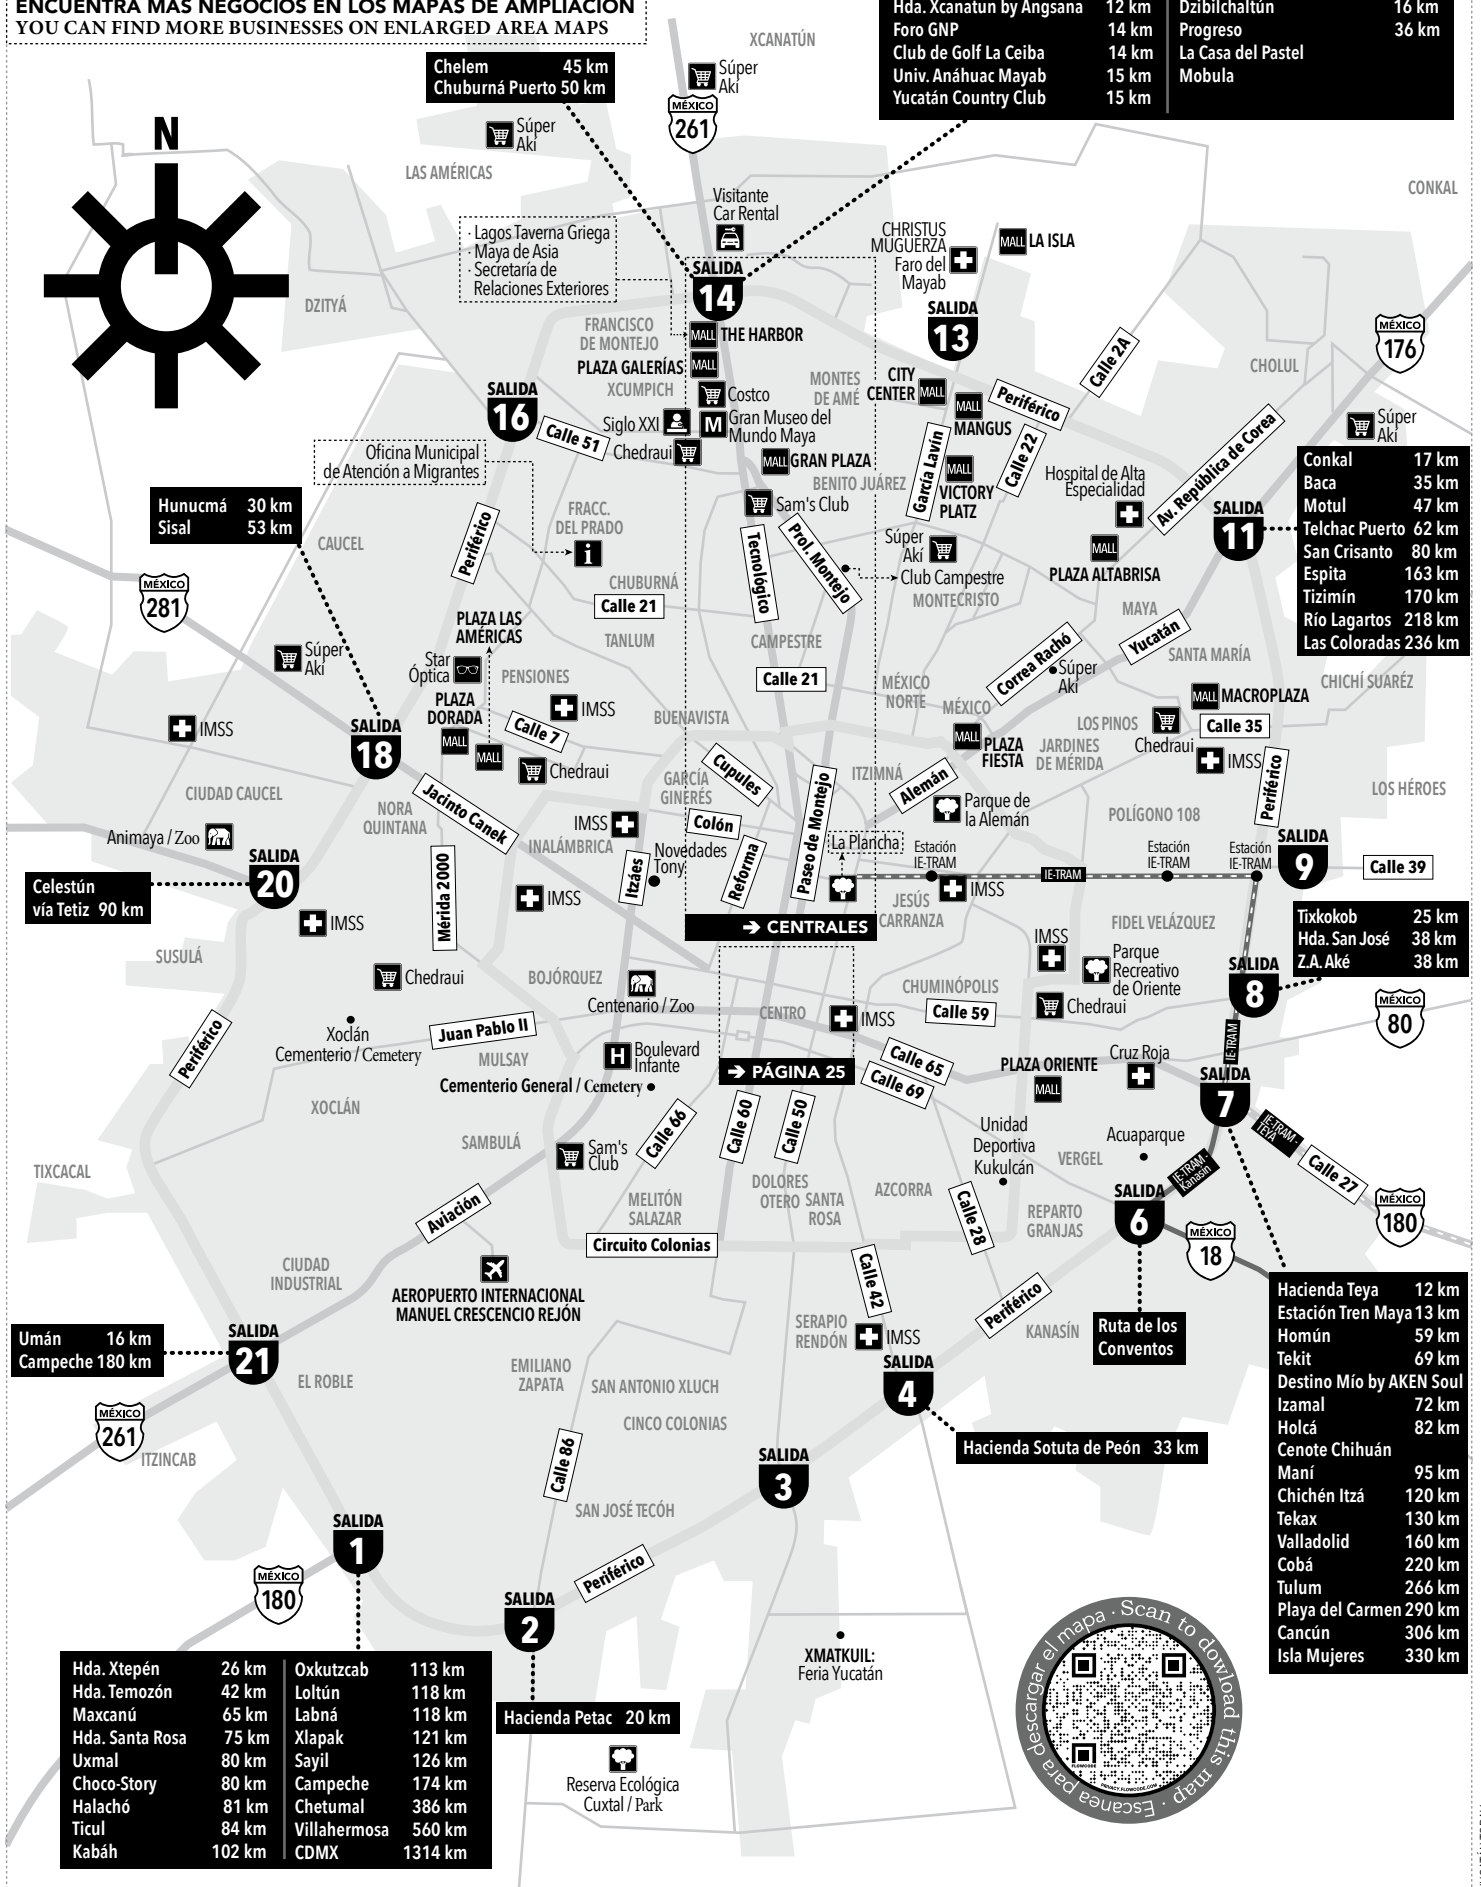 ENCUENTRA MÁS NEGOCIOS EN LOS MAPAS DE AMPLIACIÓN
YOU CAN FIND MORE BUSINESSES ON ENLARGED AREA MAPS
Hda. Xcanatun by Angsana 12 km
Foro GNP 14 km
Club de Golf La Ceiba 14 km
Univ. Anáhuac Mayab 15 km
Yucatán Country Club 15 km
Dzibilchaltún 16 km
Progreso 36 km
La Casa del Pastel
Mobula
Chelem 45 km
Chuburná Puerto 50 km
XCANATÚN
Súper
Akí
MÉXICO
261
Súper
Akí
N
LAS AMÉRICAS
CONKAL
Visitante
Car Rental
· Lagos Taverna Griega
· Maya de Asia
· Secretaría de
Relaciones Exteriores
CHRISTUS
MUGUERZA
Faro del
Mayab
MALL LA ISLA
SALIDA
14
DZITYÁ
SALIDA
13
FRANCISCO
DE MONTEJO
MALL THE HARBOR
MÉXICO
176
Calle 2A
CHOLUL
PLAZA GALERÍAS MALL
XCUMPICH
Costco
MONTES
DE AMÉ
CITY
CENTER MALL
MALL
MANGUS
Periférico
SALIDA
16
Calle 51
Siglo XXI
M Gran Museo del
Mundo Maya
Chedraui
Súper
Akí
Oficina Municipal
de Atención a Migrantes
MALL GRAN PLAZA
BENITO JUÁREZ
García Lavín
MALL
VICTORY
PLATZ
Calle 22
Hospital de Alta
Especialidad
Av. República de Corea
SALIDA
11
Conkal 17 km
Baca 35 km
Motul 47 km
Telchac Puerto 62 km
San Crisanto 80 km
Espita 163 km
Tizimín 170 km
Río Lagartos 218 km
Las Coloradas 236 km
Hunucmá 30 km
Sisal 53 km
Sam's Club
FRACC.
DEL PRADO
i
CAUCEL
Periférico
Tecnológico
Prol. Montejo
Súper
Akí
Club Campestre
MONTECRISTO
MALL
PLAZA ALTABRISA
MÉXICO
281
CHUBURNÁ
Calle 21
TANLUM
CAMPESTRE
MAYA
Yucatán
SANTA MARÍA
PLAZA LAS
AMÉRICAS
Súper
Akí
Star
Óptica
PENSIONES
Calle 21
Correa Rachó
Súper
Akí
CHICHÍ SUARÉZ
MÉXICO
NORTE
MÉXICO
MALL MACROPLAZA
PLAZA
DORADA
MALL
MALL
IMSS
IMSS
BUENAVISTA
Calle 7
LOS PINOS
Calle 35
Chedraui
IMSS
SALIDA
18
MALL PLAZA
FIESTA
JARDINES
DE MÉRIDA
Chedraui
Cupules
GARCÍA
GINERÉS
ITZIMNÁ
Periférico
CIUDAD CAUCEL
NORA
QUINTANA
Jacinto Canek
Alemán
Parque de
la Alemán
POLÍGONO 108
LOS HÉROES
Animaya / Zoo
IMSS
Colón
INALÁMBRICA
Paseo de Montejo
La Plancha
Estación
IE-TRAM
Estación
IE-TRAM
Estación
IE-TRAM
SALIDA
9
Calle 39
SALIDA
20
Celestún
vía Tetiz 90 km
Mérida 2000
Itzáes
Novedades
Tony
Reforma
IE-TRAM
IMSS
IMSS
JESÚS
CARRANZA
IMSS
➔ CENTRALES
FIDEL VELÁZQUEZ
Tixkokob 25 km
Hda. San José 38 km
Z.A. Aké 38 km
SUSULÁ
IMSS
Parque
Recreativo
de Oriente
SALIDA
8
Chedraui
BOJÓRQUEZ
Centenario / Zoo
CHUMINÓPOLIS
Chedraui
MÉXICO
80
CENTRO
IMSS
Calle 59
Periférico
Xoclán
Cementerio / Cemetery
Juan Pablo II
MULSAY
H Boulevard
Infante
IE-TRAM
Calle 65
Calle 69
PLAZA ORIENTE
MALL
Cruz Roja
➔ PÁGINA 25
Cementerio General / Cemetery
SALIDA
7
XOCLÁN
Calle 66
Calle 60
Calle 50
Unidad
Deportiva
Kukulcán
Acuaparque
IE-TRAM -
TEYA
SAMBULÁ
Sam's
Club
VERGEL
IE-TRAM -
Kanasín
Calle 27
TIXCACAL
DOLORES
OTERO
SANTA
ROSA
AZCORRA
Calle 28
SALIDA
6
MÉXICO
180
MELITÓN
SALAZAR
REPARTO
GRANJAS
Aviación
Circuito Colonias
MÉXICO
18
CIUDAD
INDUSTRIAL
AEROPUERTO INTERNACIONAL
MANUEL CRESCENCIO REJÓN
Calle 42
Hacienda Teya 12 km
Estación Tren Maya 13 km
Homún 59 km
Tekit 69 km
Destino Mío by AKEN Soul
Izamal 72 km
Holcá 82 km
Cenote Chihuán
Maní 95 km
Chichén Itzá 120 km
Tekax 130 km
Valladolid 160 km
Cobá 220 km
Tulum 266 km
Playa del Carmen 290 km
Cancún 306 km
Isla Mujeres 330 km
Periférico
SERAPIO
RENDÓN
IMSS
KANASÍN
Ruta de los
Conventos
Umán 16 km
Campeche 180 km
SALIDA
21
EL ROBLE
EMILIANO
ZAPATA
SAN ANTONIO XLUCH
SALIDA
4
MÉXICO
261
ITZINCAB
CINCO COLONIAS
Hacienda Sotuta de Peón 33 km
Calle 86
SALIDA
3
SAN JOSÉ TECÓH
SALIDA
1
MÉXICO
180
Periférico
SALIDA
2
XMATKUIL:
Feria Yucatán
Hda. Xtepén 26 km
Hda. Temozón 42 km
Maxcanú 65 km
Hda. Santa Rosa 75 km
Uxmal 80 km
Choco-Story 80 km
Halachó 81 km
Ticul 84 km
Kabáh 102 km
Oxkutzcab 113 km
Loltún 118 km
Labná 118 km
Xlapak 121 km
Sayil 126 km
Campeche 174 km
Chetumal 386 km
Villahermosa 560 km
CDMX 1314 km
Hacienda Petac 20 km
Reserva Ecológica
Cuxtal / Park
Escanea para descargar el mapa · Scan to dowload this map ·
FLOWCODE
PRIVACY.FLOWCODE.COM